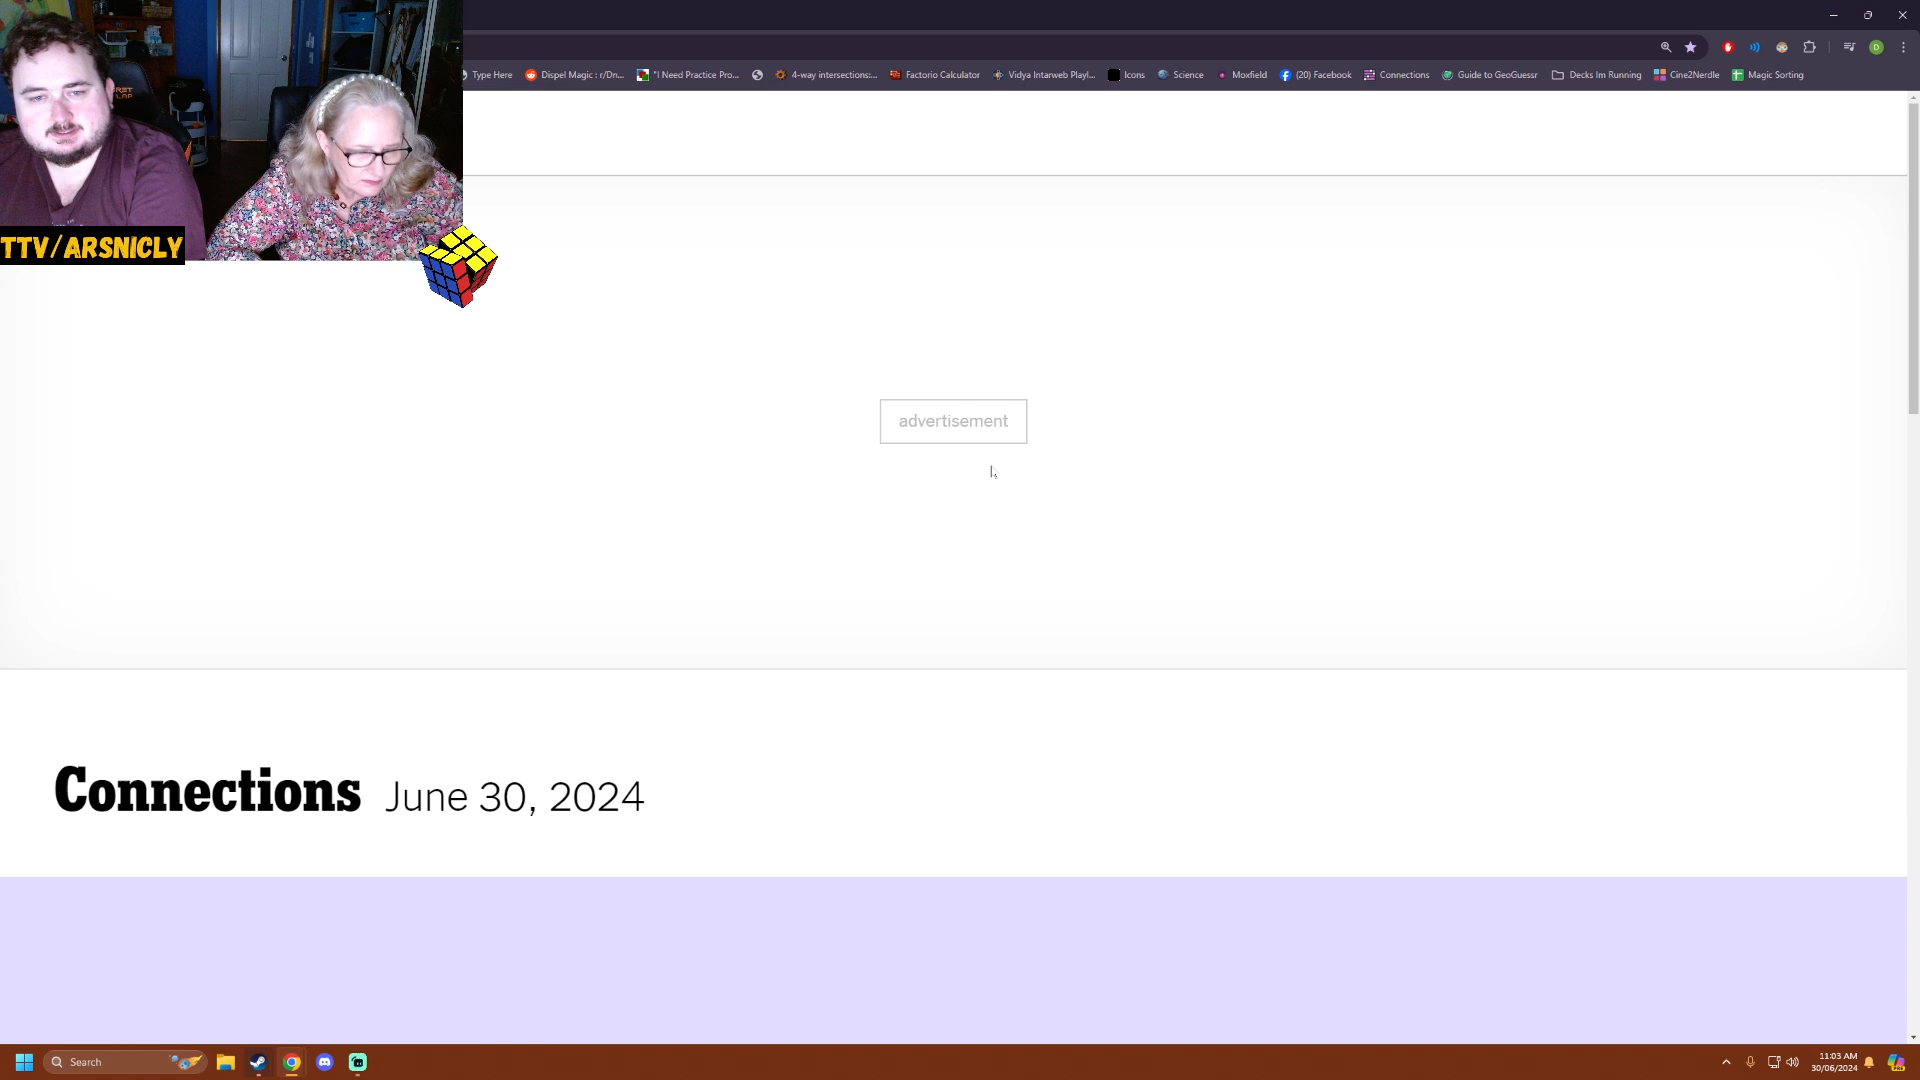 Type Here
Dispel Magic : r/Dn...
"I Need Practice Pro...
4-way intersections:...
Factorio Calculator
Vidya Intarweb Playl...
Icons
Science
Moxfield
(20) Facebook
Connections
Guide to GeoGuessr
Decks Im Running
Cine2Nerdle
Magic Sorting
TTV/ARSNICLY
advertisement
Connections June 30, 2024
Search
11:03 AM
30/06/2024